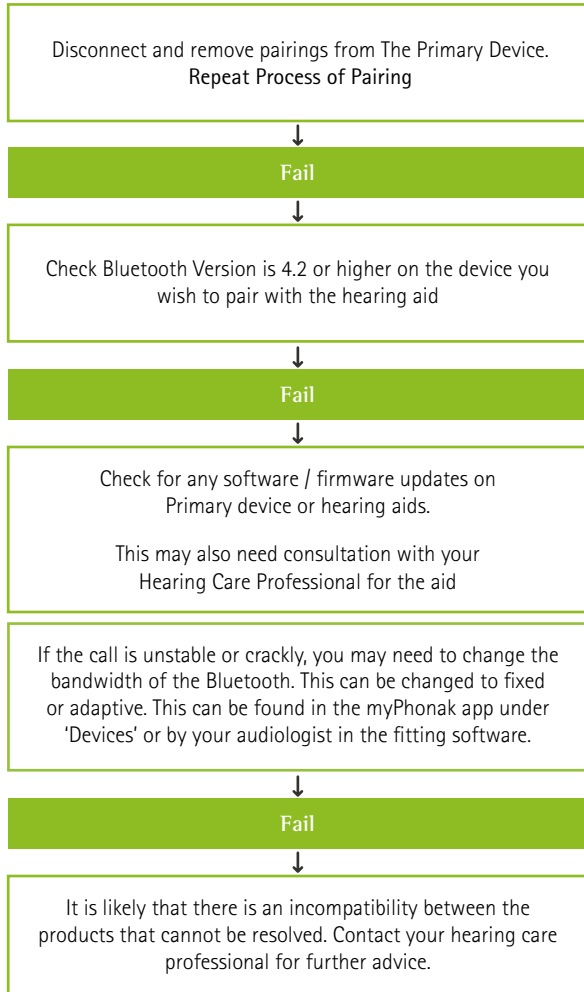 Disconnect and remove pairings from The Primary Device.
Repeat Process of Pairing
Fail
Check Bluetooth Version is 4.2 or higher on the device you
wish to pair with the hearing aid
Fail
Check for any software / firmware updates on
Primary device or hearing aids.
This may also need consultation with your
Hearing Care Professional for the aid
If the call is unstable or crackly, you may need to change the
bandwidth of the Bluetooth. This can be changed to fixed
or adaptive. This can be found in the myPhonak app under
'Devices' or by your audiologist in the fitting software.
Fail
It is likely that there is an incompatibility between the
products that cannot be resolved. Contact your hearing care
professional for further advice.